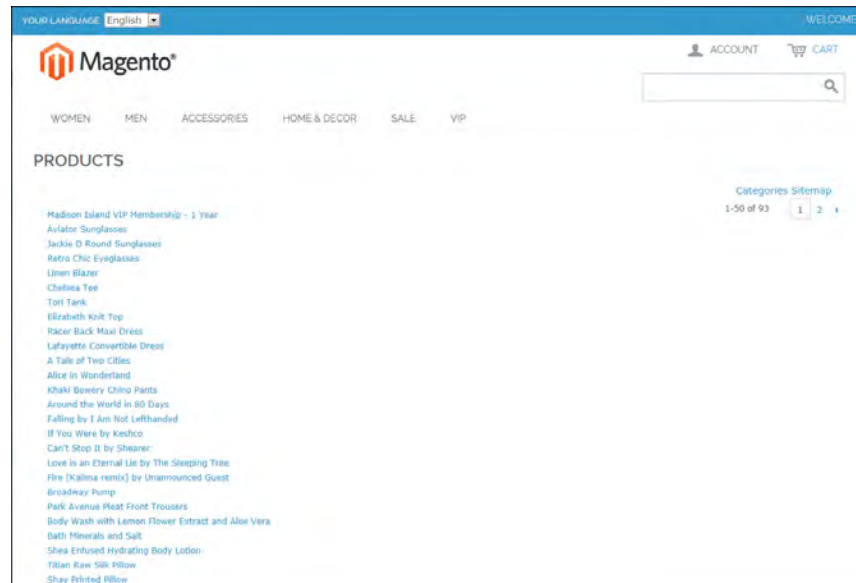 YOUR LANGUAGE English WELCOME
Magento®
ACCOUNT CART
WOMEN MEN ACCESSORIES HOME & DECOR SALE VIP
PRODUCTS
Categories Sitemap
1-50 of 93 1 2
Madison Island VIP Membership - 1 Year
Aviator Sunglasses
Jackie O Round Sunglasses
Retro Chic Eyeglasses
Linen Blazer
Chelsea Tee
Tori Tank
Elizabeth Knit Top
Racer Back Maxi Dress
Lafayette Convertible Dress
A Tale of Two Cities
Alice in Wonderland
Khaki Bowery Chino Pants
Around the World in 80 Days
Falling by I Am Not Lefthanded
If You Were by Keshco
Can't Stop It by Shearer
Love is an Eternal Lie by The Sleeping Tree
Fire [Kalima remix] by Unannounced Guest
Broadway Pump
Park Avenue Pleat Front Trousers
Body Wash with Lemon Flower Extract and Aloe Vera
Bath Minerals and Salt
Shea Enfused Hydrating Body Lotion
Titian Raw Silk Pillow
Shay Printed Pillow